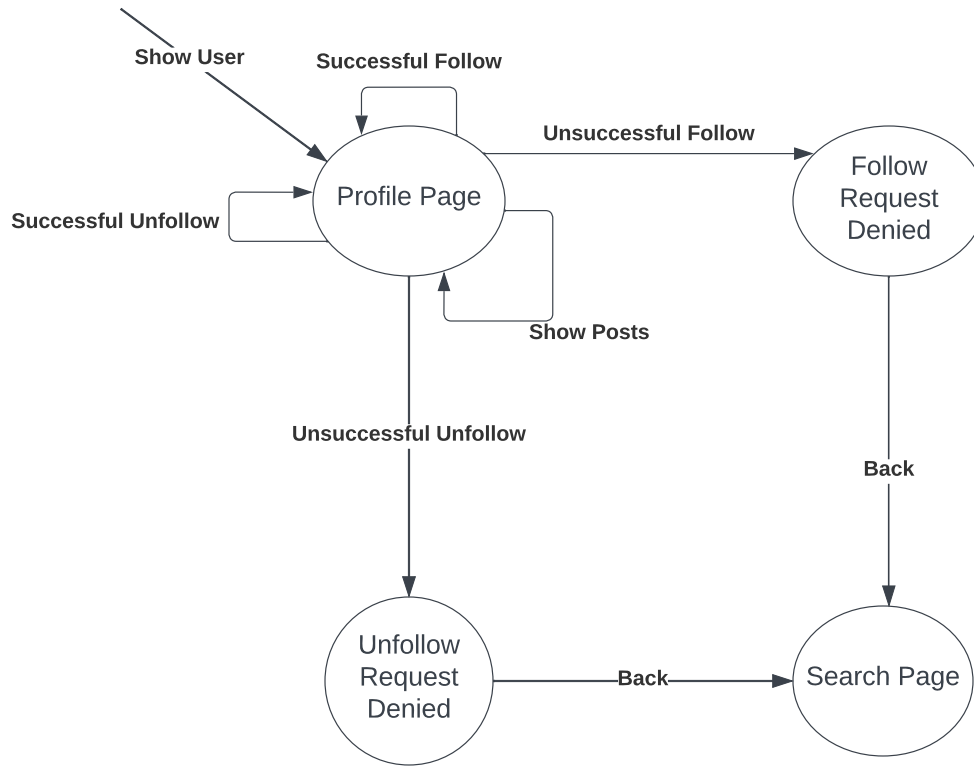 Show User
Successful Follow
Unsuccessful Follow
Follow
Request
Denied
Profile Page
Successful Unfollow
Show Posts
Unsuccessful Unfollow
Back
Unfollow
Request
Denied
Back
Search Page